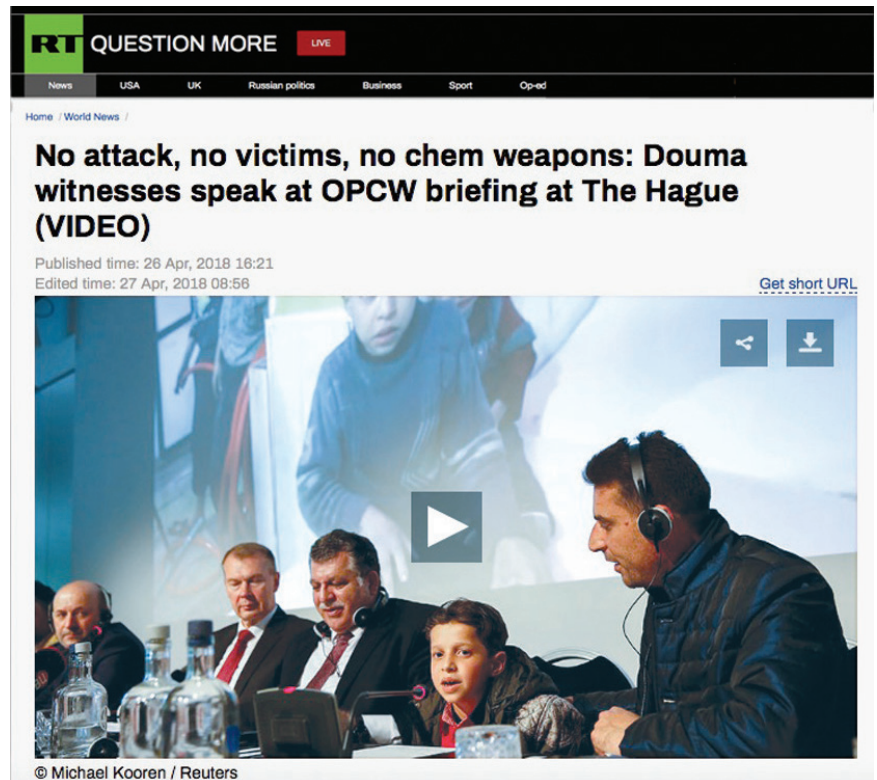 RT QUESTION MORE LIVE
News USA UK Russian politics Business Sport Op-ed
Home / World News /
No attack, no victims, no chem weapons: Douma
witnesses speak at OPCW briefing at The Hague
(VIDEO)
Published time: 26 Apr, 2018 16:21
Edited time: 27 Apr, 2018 08:56
Get short URL
© Michael Kooren / Reuters